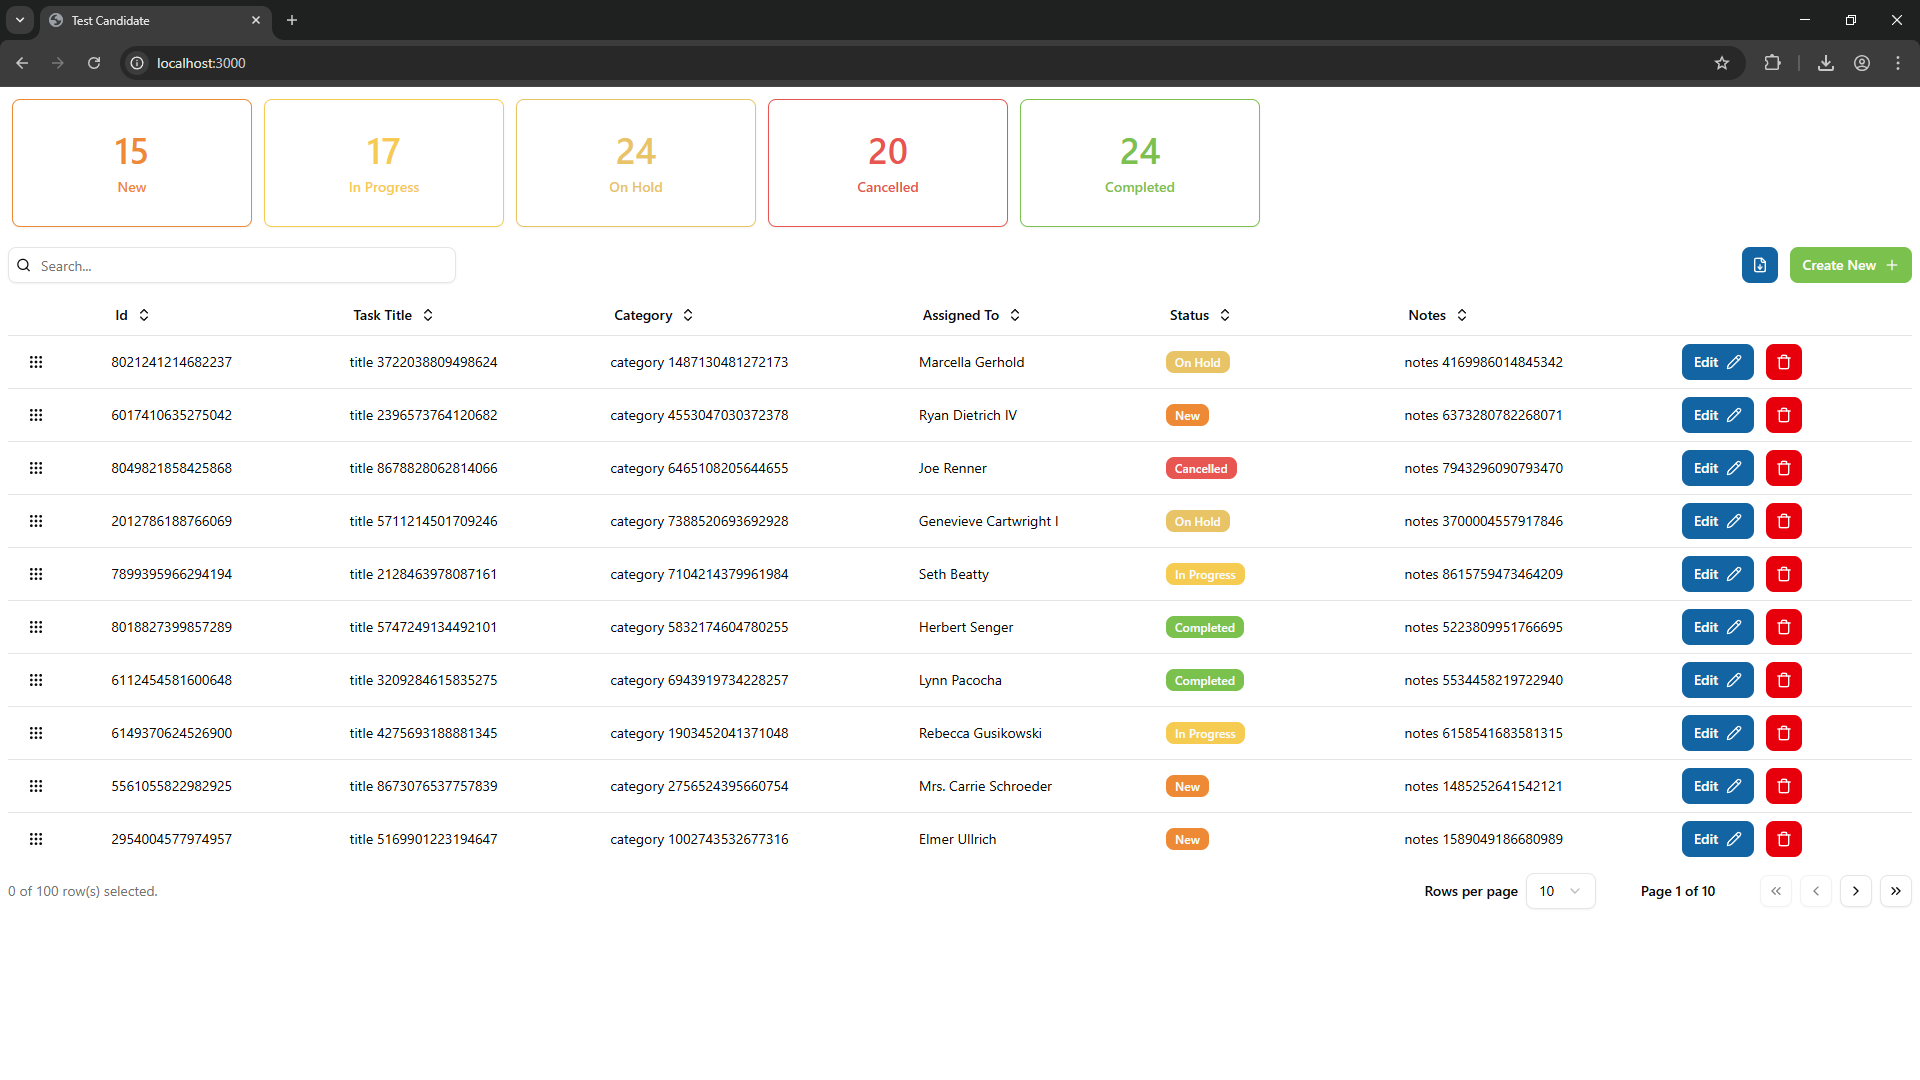 Test Candidate
localhost:3000
15 17 24 20 24
New In Progress On Hold Cancelled Completed
Search...
Create New
Id Task Title Category Assigned To Status Notes
8021241214682237 title 3722038809498624 category 1487130481272173 Marcella Gerhold On Hold notes 4169986014845342 Edit
6017410635275042 title 2396573764120682 category 4553047030372378 Ryan Dietrich IV New notes 6373280782268071 Edit
8049821858425868 title 8678828062814066 category 6465108205644655 Joe Renner Cancelled notes 7943296090793470 Edit
2012786188766069 title 5711214501709246 category 7388520693692928 Genevieve Cartwright I On Hold notes 3700004557917846 Edit
7899395966294194 title 2128463978087161 category 7104214379961984 Seth Beatty In Progress notes 8615759473464209 Edit
8018827399857289 title 5747249134492101 category 5832174604780255 Herbert Senger Completed notes 5223809951766695 Edit
6112454581600648 title 3209284615835275 category 6943919734228257 Lynn Pacocha Completed notes 5534458219722940 Edit
6149370624526900 title 4275693188881345 category 1903452041371048 Rebecca Gusikowski In Progress notes 6158541683581315 Edit
5561055822982925 title 8673076537757839 category 2756524395660754 Mrs. Carrie Schroeder New notes 1485252641542121 Edit
2954004577974957 title 5169901223194647 category 1002743532677316 Elmer Ullrich New notes 1589049186680989 Edit
0 of 100 row(s) selected. Rows per page 10 Page 1 of 10